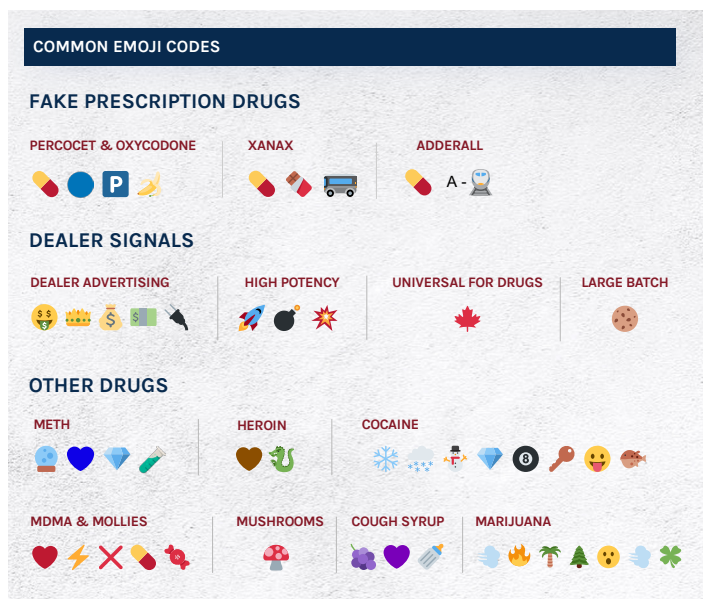 COMMON EMOJI CODES
FAKE PRESCRIPTION DRUGS
PERCOCET & OXYCODONE XANAX ADDERALL
P A -
DEALER SIGNALS
DEALER ADVERTISING HIGH POTENCY UNIVERSAL FOR DRUGS LARGE BATCH
OTHER DRUGS
METH HEROIN COCAINE
8
MDMA & MOLLIES MUSHROOMS COUGH SYRUP MARIJUANA